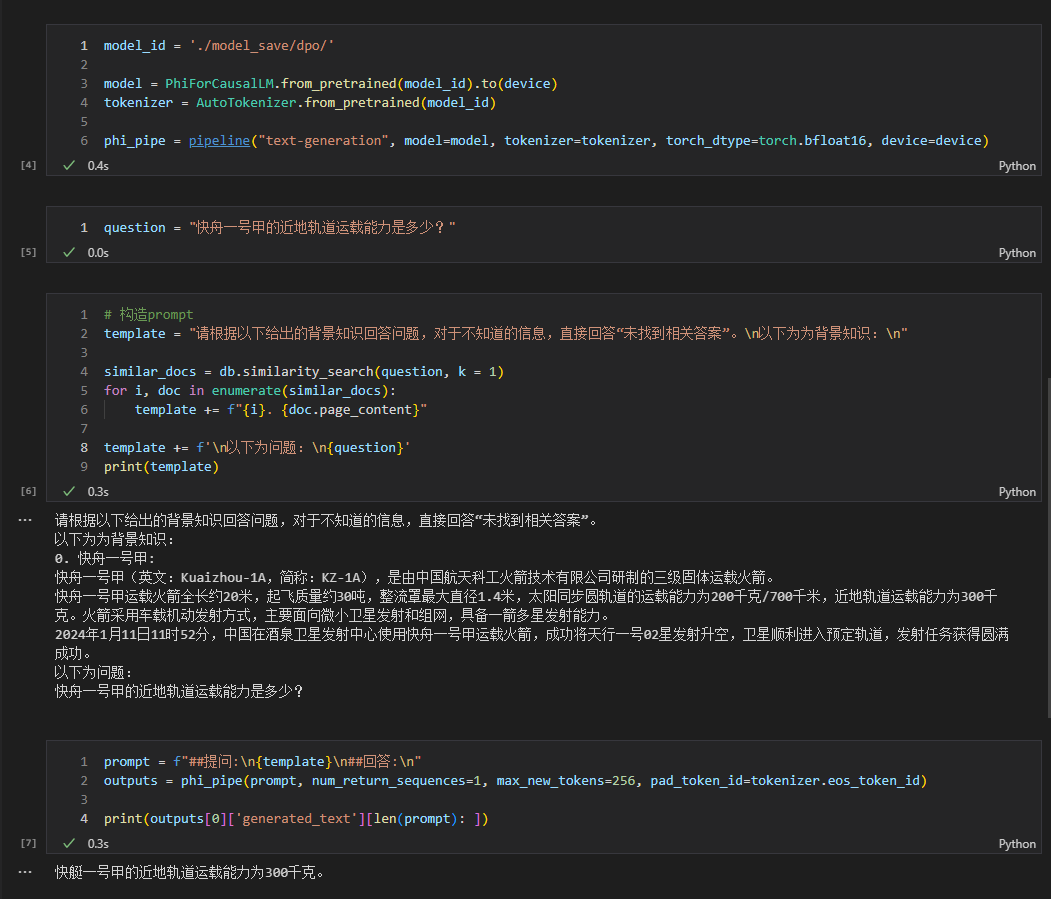 1 model_id = './model_save/dpo/'
2
3 model = PhiForCausalLM.from_pretrained(model_id).to(device)
4 tokenizer = AutoTokenizer.from_pretrained(model_id)
5
6 phi_pipe = pipeline("text-generation", model=model, tokenizer=tokenizer, torch_dtype=torch.bfloat16, device=device)
[4] ✓ 0.4s Python
1 question = "快舟一号甲的近地轨道运载能力是多少？"
[5] ✓ 0.0s Python
1 # 构造prompt
2 template = "请根据以下给出的背景知识回答问题，对于不知道的信息，直接回答“未找到相关答案”。\n以下为为背景知识：\n"
3
4 similar_docs = db.similarity_search(question, k = 1)
5 for i, doc in enumerate(similar_docs):
6     template += f"{i}. {doc.page_content}"
7
8 template += f'\n以下为问题：\n{question}'
9 print(template)
[6] ✓ 0.3s Python
... 请根据以下给出的背景知识回答问题，对于不知道的信息，直接回答“未找到相关答案”。
以下为为背景知识：
0. 快舟一号甲:
快舟一号甲（英文：Kuaizhou-1A，简称：KZ-1A），是由中国航天科工火箭技术有限公司研制的三级固体运载火箭。
快舟一号甲运载火箭全长约20米，起飞质量约30吨，整流罩最大直径1.4米，太阳同步圆轨道的运载能力为200千克/700千米，近地轨道运载能力为300千
克。火箭采用车载机动发射方式，主要面向微小卫星发射和组网，具备一箭多星发射能力。
2024年1月11日11时52分，中国在酒泉卫星发射中心使用快舟一号甲运载火箭，成功将天行一号02星发射升空，卫星顺利进入预定轨道，发射任务获得圆满
成功。
以下为问题：
快舟一号甲的近地轨道运载能力是多少？
1 prompt = f"##提问:\n{template}\n##回答:\n"
2 outputs = phi_pipe(prompt, num_return_sequences=1, max_new_tokens=256, pad_token_id=tokenizer.eos_token_id)
3
4 print(outputs[0]['generated_text'][len(prompt): ])
[7] ✓ 0.3s Python
... 快艇一号甲的近地轨道运载能力为300千克。